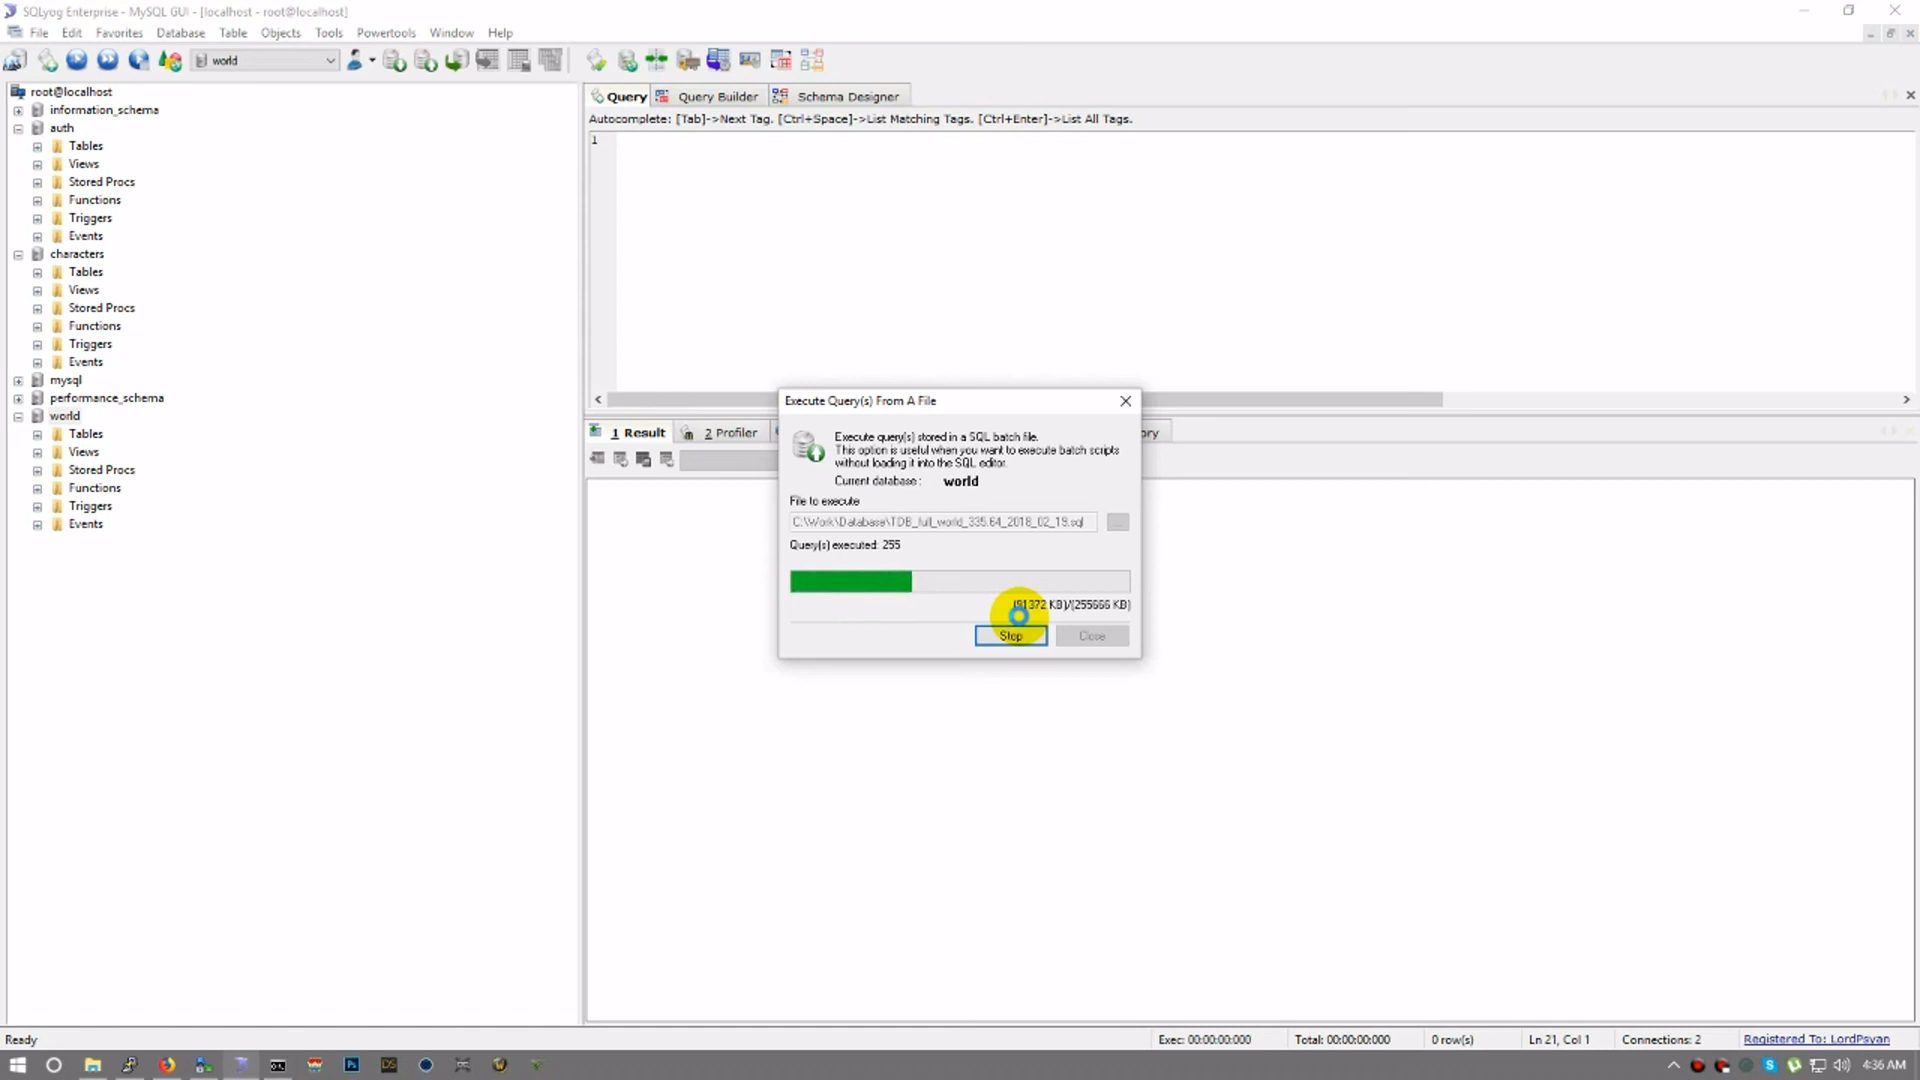 SQLyog Enterprise - MySQL GUI - [localhost - root@localhost]
File Edit Favorites Database Table Objects Tools Powertools Window Help
world
root@localhost
information_schema
auth
Tables
Views
Stored Procs
Functions
Triggers
Events
characters
Tables
Views
Stored Procs
Functions
Triggers
Events
mysql
performance_schema
world
Tables
Views
Stored Procs
Functions
Triggers
Events
Query Query Builder Schema Designer
Autocomplete: [Tab]->Next Tag. [Ctrl+Space]->List Matching Tags. [Ctrl+Enter]->List All Tags.
1
1 Result 2 Profiler
Execute Query(s) From A File
Execute query(s) stored in a SQL batch file.
This option is useful when you want to execute batch scripts
without loading it into the SQL editor.
Current database : world
File to execute
C:\Work\Database\TDB_full_world_335.64_2018_02_19.sql
...
Query(s) executed: 255
(91372 KB)/(255666 KB)
Stop Close
Ready
Exec: 00:00:00:000 Total: 00:00:00:000 0 row(s) Ln 21, Col 1 Connections: 2 Registered To: LordPsyan
4:36 AM